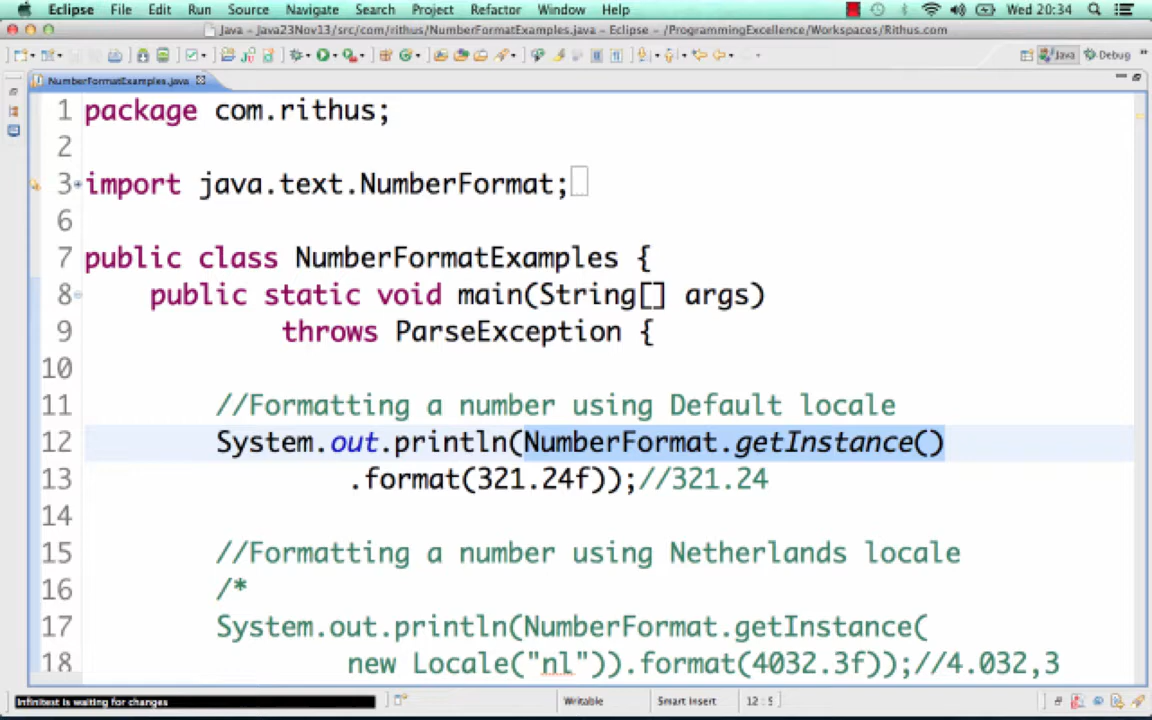 Eclipse File Edit Run Source Navigate Search Project Refactor Window Help Wed 20:34
Java – Java23Nov13/src/com/rithus/NumberFormatExamples.java – Eclipse – /ProgrammingExcellence/Workspaces/Rithus.com
Java Debug
NumberFormatExamples.java
1 package com.rithus;
2
3 import java.text.NumberFormat;
6
7 public class NumberFormatExamples {
8 public static void main(String[] args)
9 throws ParseException {
10
11 //Formatting a number using Default locale
12 System.out.println(NumberFormat.getInstance()
13 .format(321.24f));//321.24
14
15 //Formatting a number using Netherlands locale
16 /*
17 System.out.println(NumberFormat.getInstance(
18 new Locale("nl")).format(4032.3f));//4.032,3
Infinitest is waiting for changes Writable Smart Insert 12 : 5